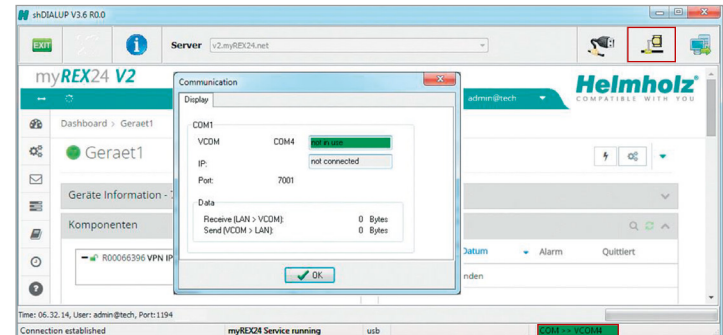 shDIALUP V3.6 R0.0
EXIT
Server v2.myREX24.net
myREX24 V2
Helmholz®
COMPATIBLE WITH YOU
admin@tech
Dashboard > Geraet1
Geraet1
Geräte Information - 7
Komponenten
R00066396 VPN IP
Datum Alarm Quittiert
nden
Communication
Display
COM1
VCOM COM4 not in use
IP: not connected
Port: 7001
Data
Receive (LAN > VCOM): 0 Bytes
Send (VCOM > LAN): 0 Bytes
OK
Time: 06.32.14, User: admin@tech, Port:1194
Connection established myREX24 Service running usb COM => VCOM4